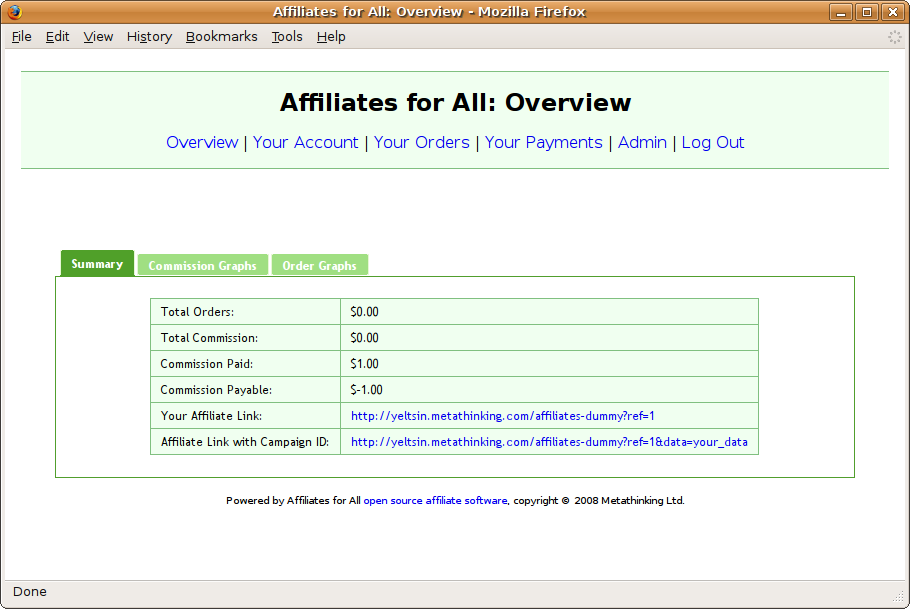 Affiliates for All: Overview - Mozilla Firefox
File Edit View History Bookmarks Tools Help
Affiliates for All: Overview
Overview | Your Account | Your Orders | Your Payments | Admin | Log Out
Summary Commission Graphs Order Graphs
Total Orders: $0.00
Total Commission: $0.00
Commission Paid: $1.00
Commission Payable: $-1.00
Your Affiliate Link: http://yeltsin.metathinking.com/affiliates-dummy?ref=1
Affiliate Link with Campaign ID: http://yeltsin.metathinking.com/affiliates-dummy?ref=1&data=your_data
Powered by Affiliates for All open source affiliate software, copyright © 2008 Metathinking Ltd.
Done